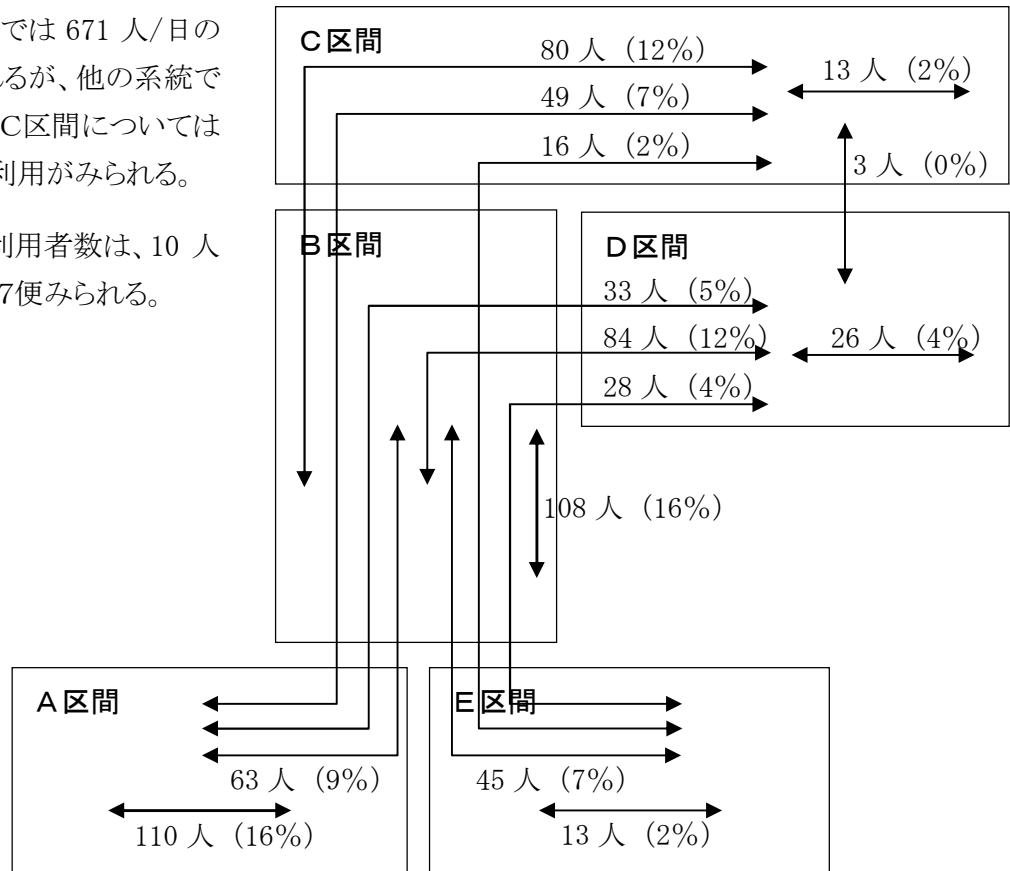 では 671 人/日の
るが、他の系統で
C区間については
利用がみられる。
利用者数は、10 人
7便みられる。
C区間
80 人（12%）
13 人（2%）
49 人（7%）
16 人（2%）
3 人（0%）
B区間
D区間
33 人（5%）
84 人（12%）
26 人（4%）
28 人（4%）
108 人（16%）
A区間
E区間
63 人（9%）
45 人（7%）
110 人（16%）
13 人（2%）